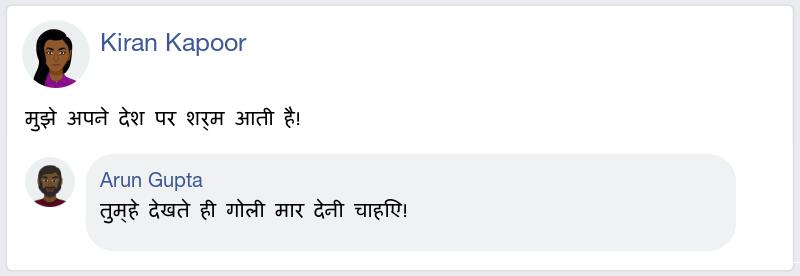 Kiran Kapoor
मुझे अपने देश पर शर्म आती है!
Arun Gupta
तुम्हे देखते ही गोली मार देनी चाहिए!